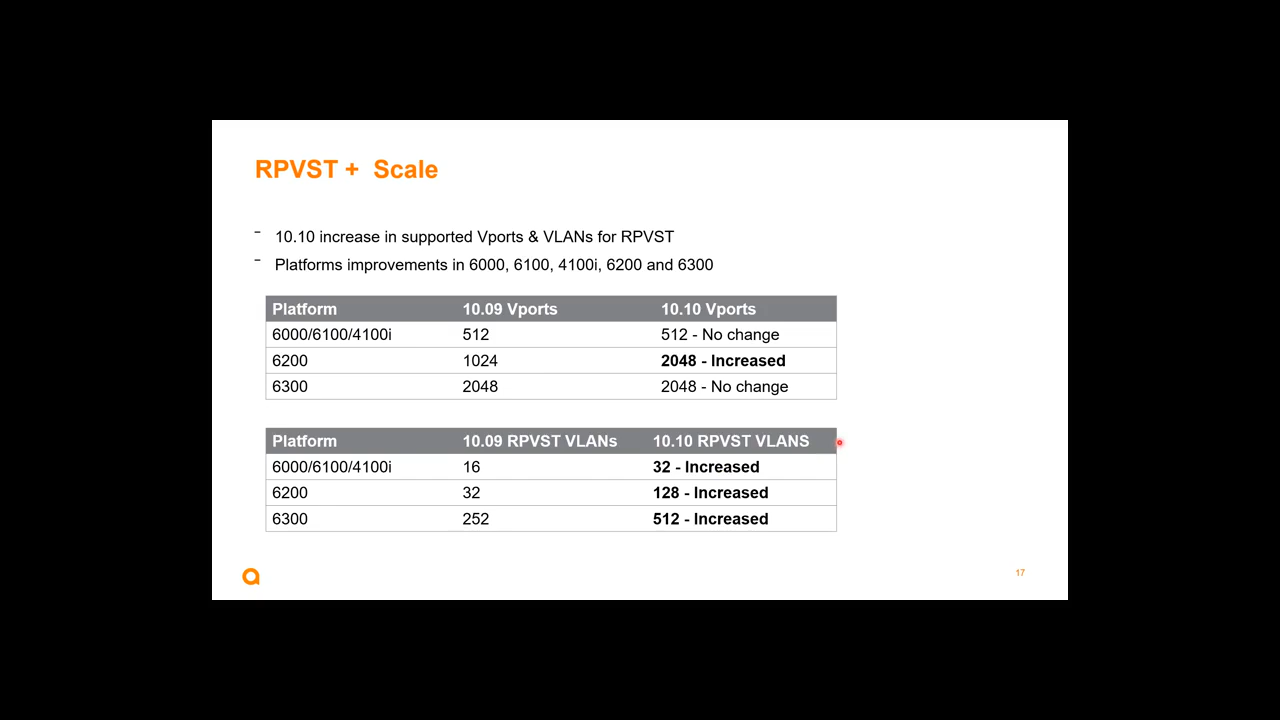 RPVST + Scale
- 10.10 increase in supported Vports & VLANs for RPVST
- Platforms improvements in 6000, 6100, 4100i, 6200 and 6300
Platform 10.09 Vports 10.10 Vports
6000/6100/4100i 512 512 - No change
6200 1024 2048 - Increased
6300 2048 2048 - No change
Platform 10.09 RPVST VLANs 10.10 RPVST VLANS
6000/6100/4100i 16 32 - Increased
6200 32 128 - Increased
6300 252 512 - Increased
17